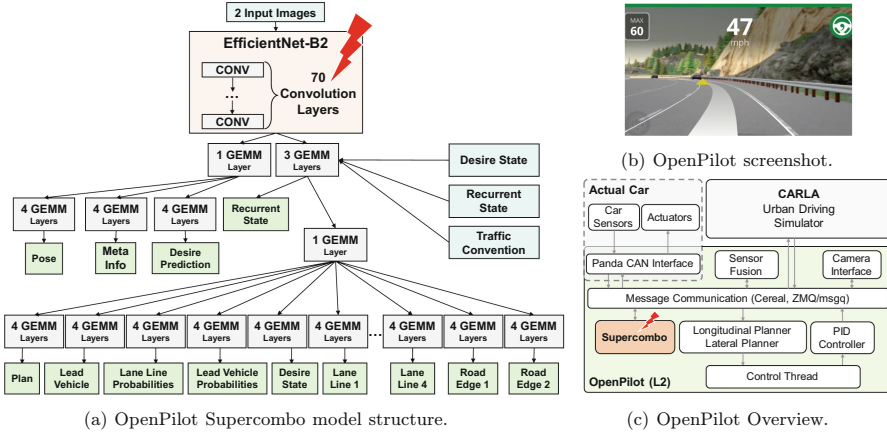 2 Input Images
EfficientNet-B2
CONV
...
CONV
70
Convolution
Layers
1 GEMM
Layer
3 GEMM
Layers
Desire State
Recurrent
State
Traffic
Convention
4 GEMM
Layers
4 GEMM
Layers
4 GEMM
Layers
Recurrent
State
Pose
Meta
Info
Desire
Prediction
1 GEMM
Layer
4 GEMM
Layers
4 GEMM
Layers
4 GEMM
Layers
4 GEMM
Layers
4 GEMM
Layers
4 GEMM
Layers
...
4 GEMM
Layers
4 GEMM
Layers
4 GEMM
Layers
Plan
Lead
Vehicle
Lane Line
Probabilities
Lead Vehicle
Probabilities
Desire
State
Lane
Line 1
Lane
Line 4
Road
Edge 1
Road
Edge 2
(a) OpenPilot Supercombo model structure.
MAX
60
47
mph
(b) OpenPilot screenshot.
Actual Car
Car
Sensors
Actuators
Panda CAN Interface
CARLA
Urban Driving
Simulator
Sensor
Fusion
Camera
Interface
Message Communication (Cereal, ZMQ/msgq)
Supercombo
Longitudinal Planner
Lateral Planner
PID
Controller
Control Thread
OpenPilot (L2)
(c) OpenPilot Overview.